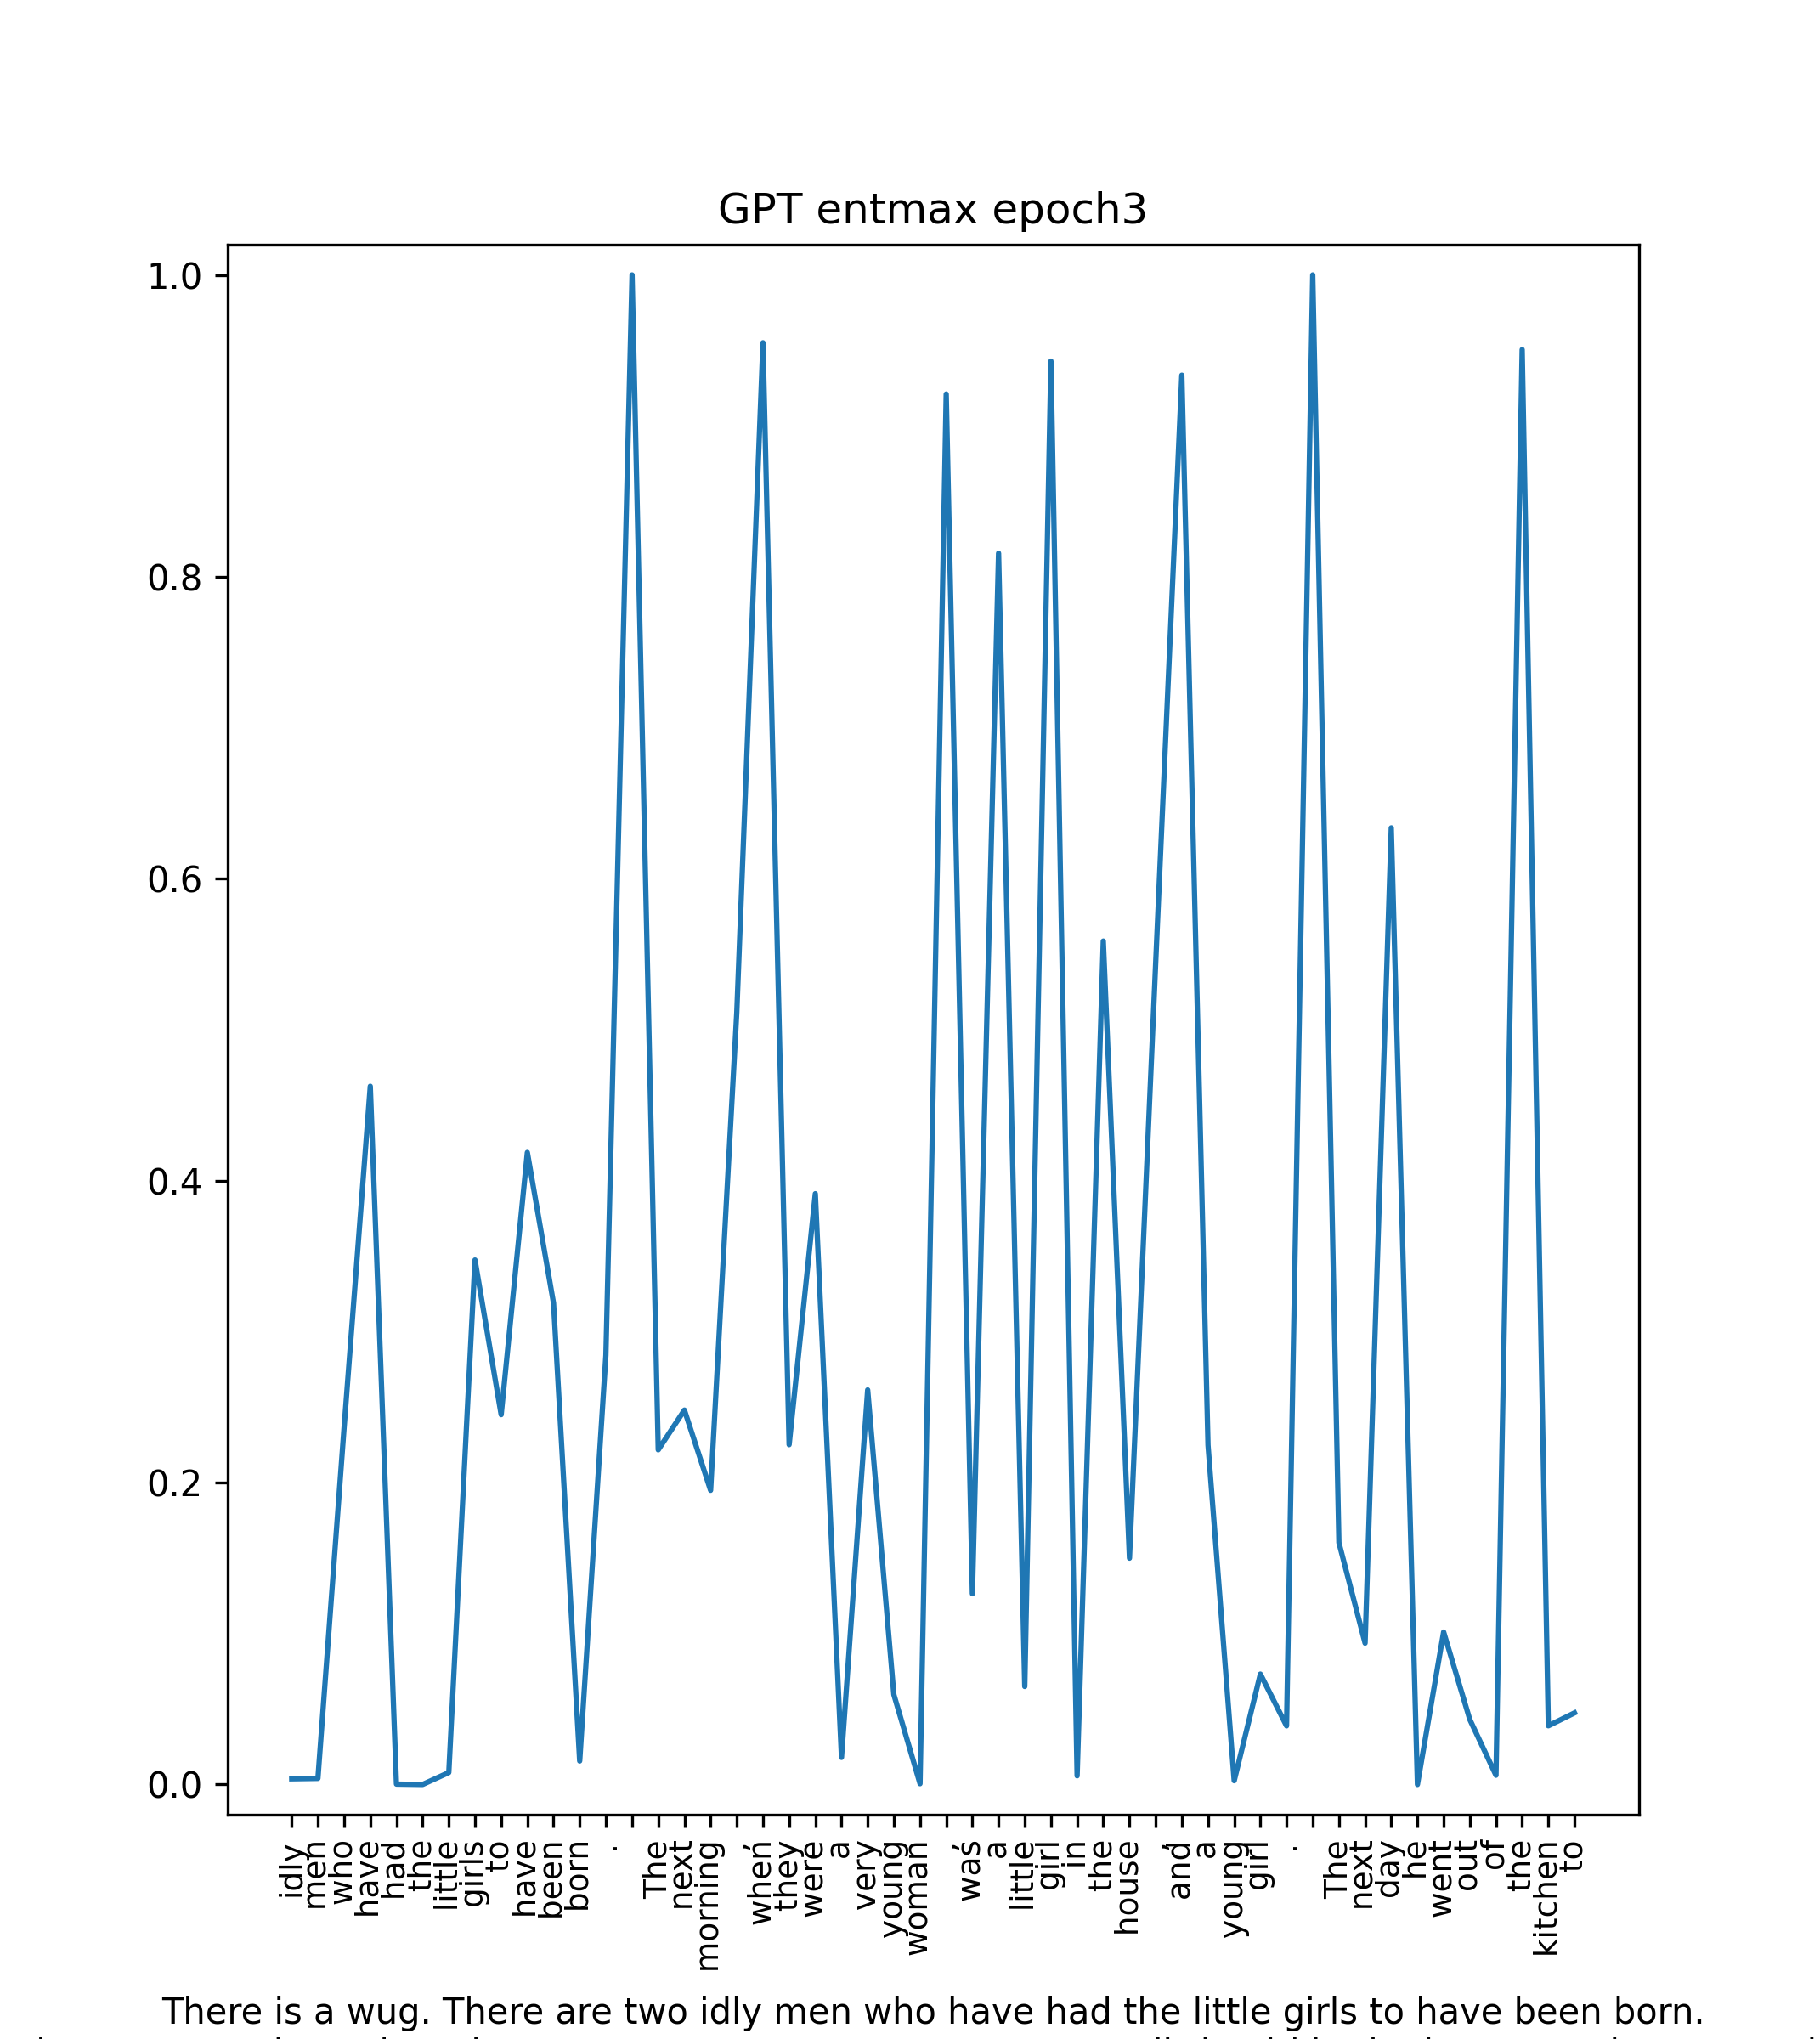 GPT entmax epoch3
1.0
0.8
0.6
0.4
0.2
0.0
idly
men
who
have
had
the
little
girls
to
have
been
born
.
The
next
morning
,
when
they
were
a
very
young
woman
,
was
a
little
girl
in
the
house
,
and
a
young
girl
.
The
next
day
he
went
out
of
the
kitchen
to
There is a wug. There are two idly men who have had the little girls to have been born.